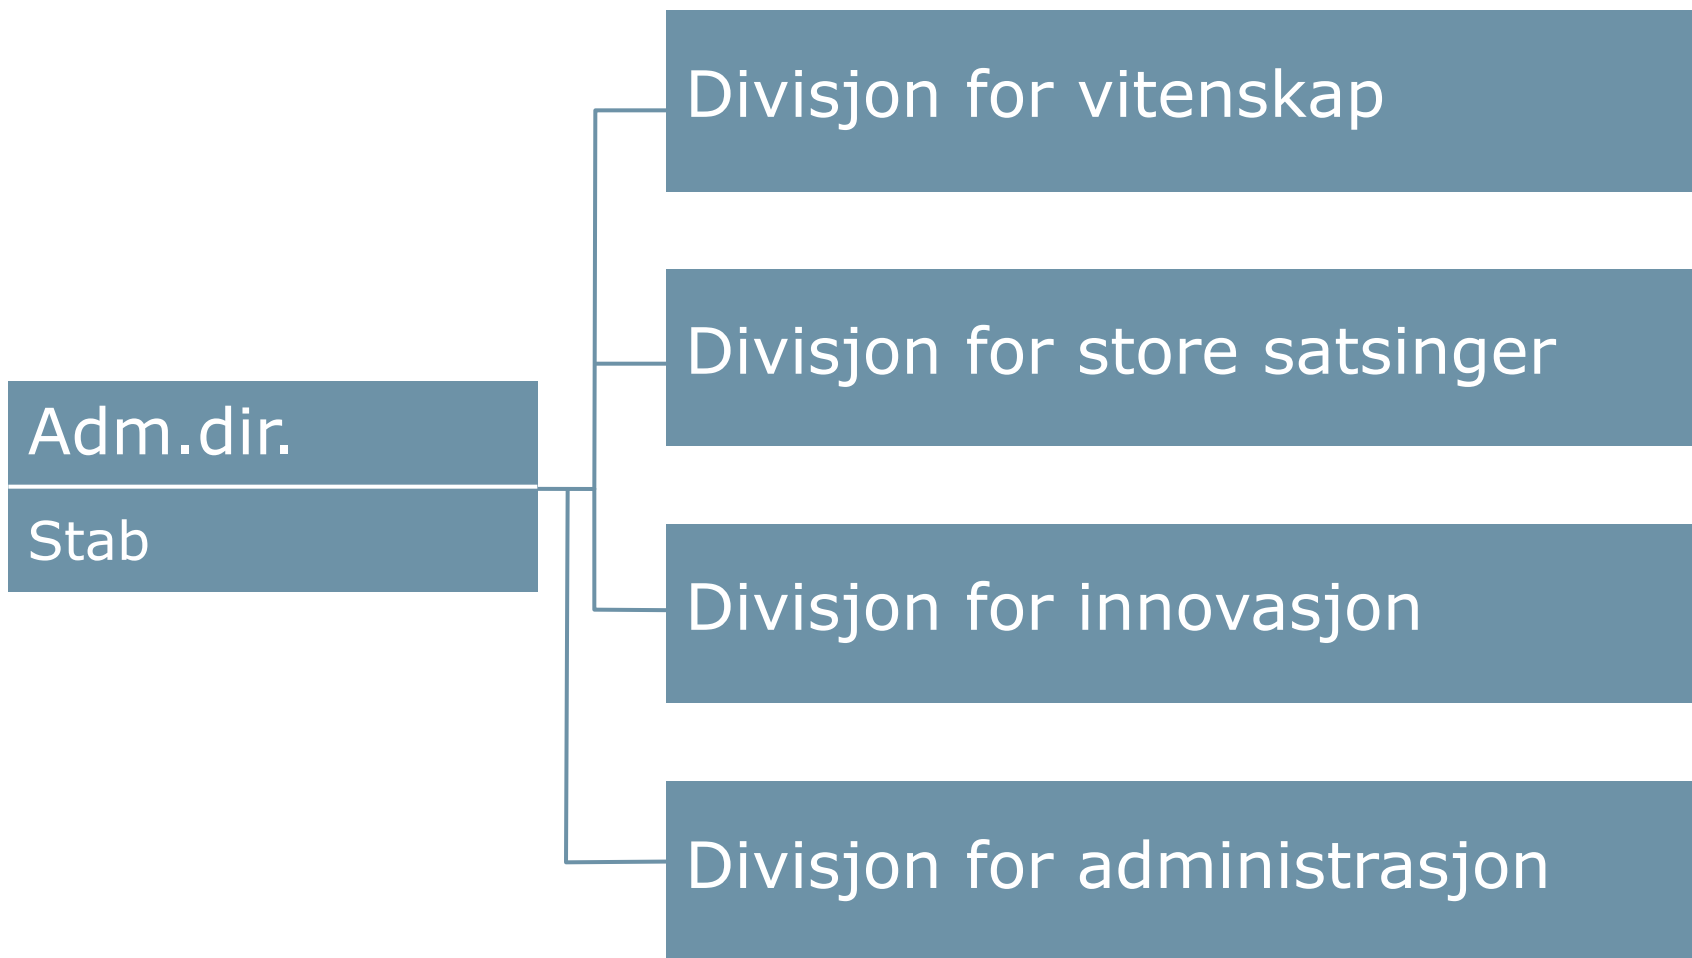 Divisjon for vitenskap
Divisjon for store satsinger
Adm.dir.
Stab
Divisjon for innovasjon
Divisjon for administrasjon